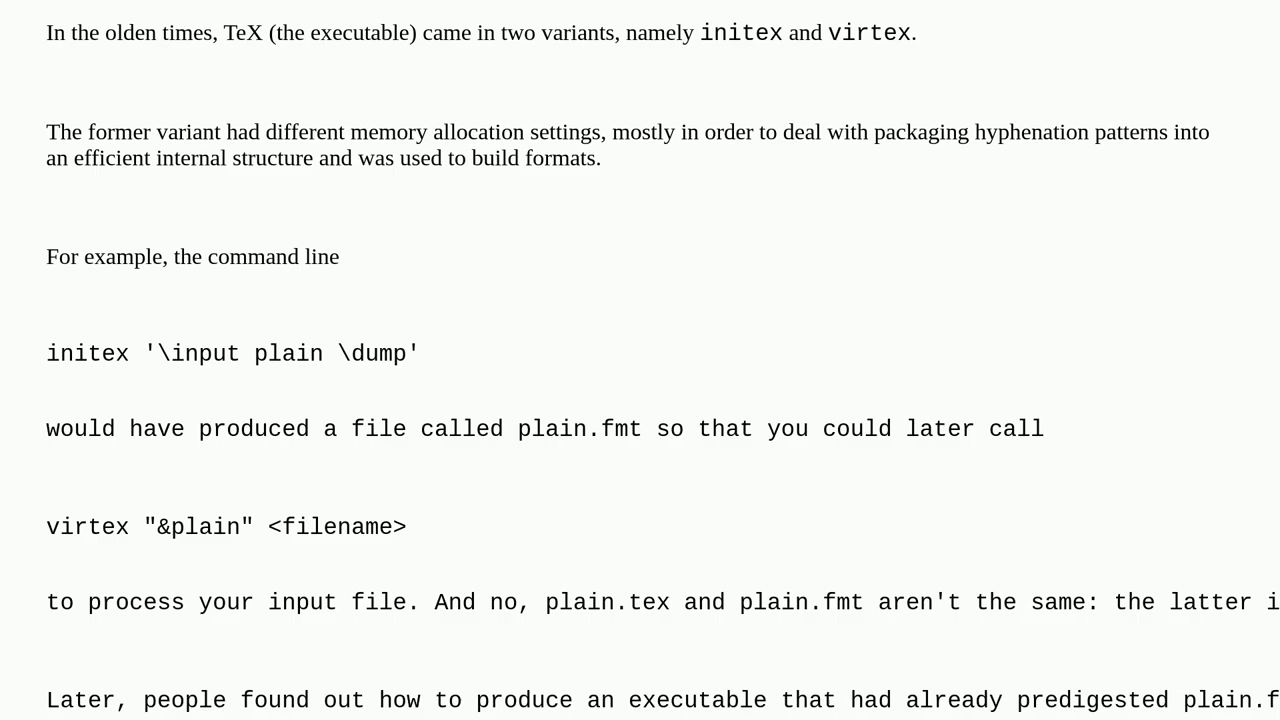 In the olden times, TeX (the executable) came in two variants, namely initex and virtex.
The former variant had different memory allocation settings, mostly in order to deal with packaging hyphenation patterns into
an efficient internal structure and was used to build formats.
For example, the command line
initex '\input plain \dump'
would have produced a file called plain.fmt so that you could later call
virtex "&plain" <filename>
to process your input file. And no, plain.tex and plain.fmt aren't the same: the latter
Later, people found out how to produce an executable that had already predigested